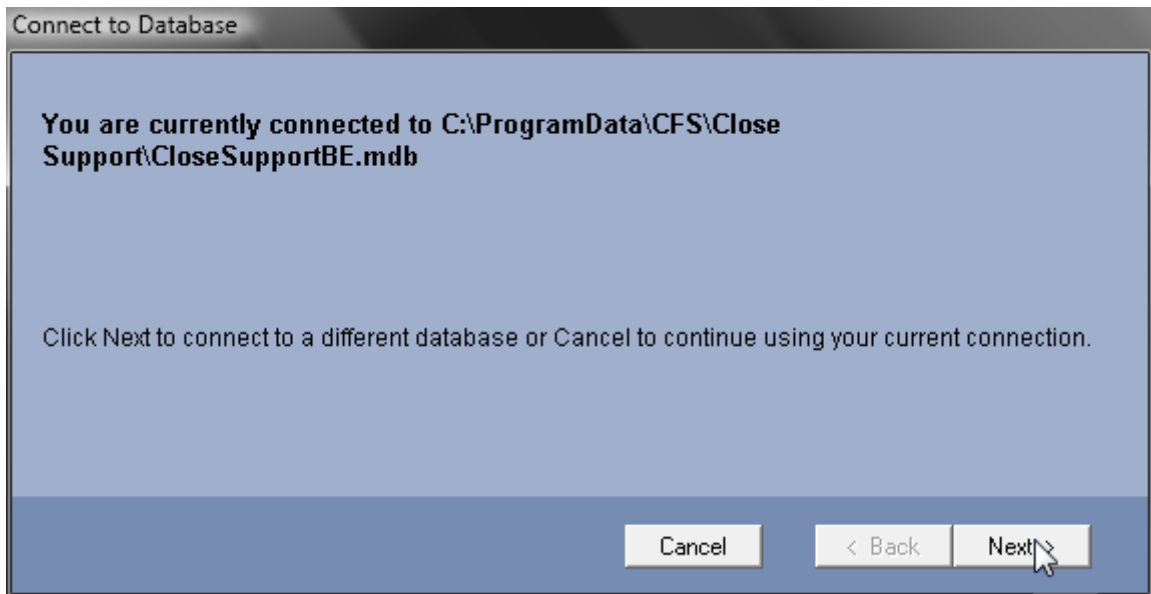 Connect to Database
You are currently connected to C:\ProgramData\CFS\Close
Support\CloseSupportBE.mdb
Click Next to connect to a different database or Cancel to continue using your current connection.
Cancel
< Back
Next >